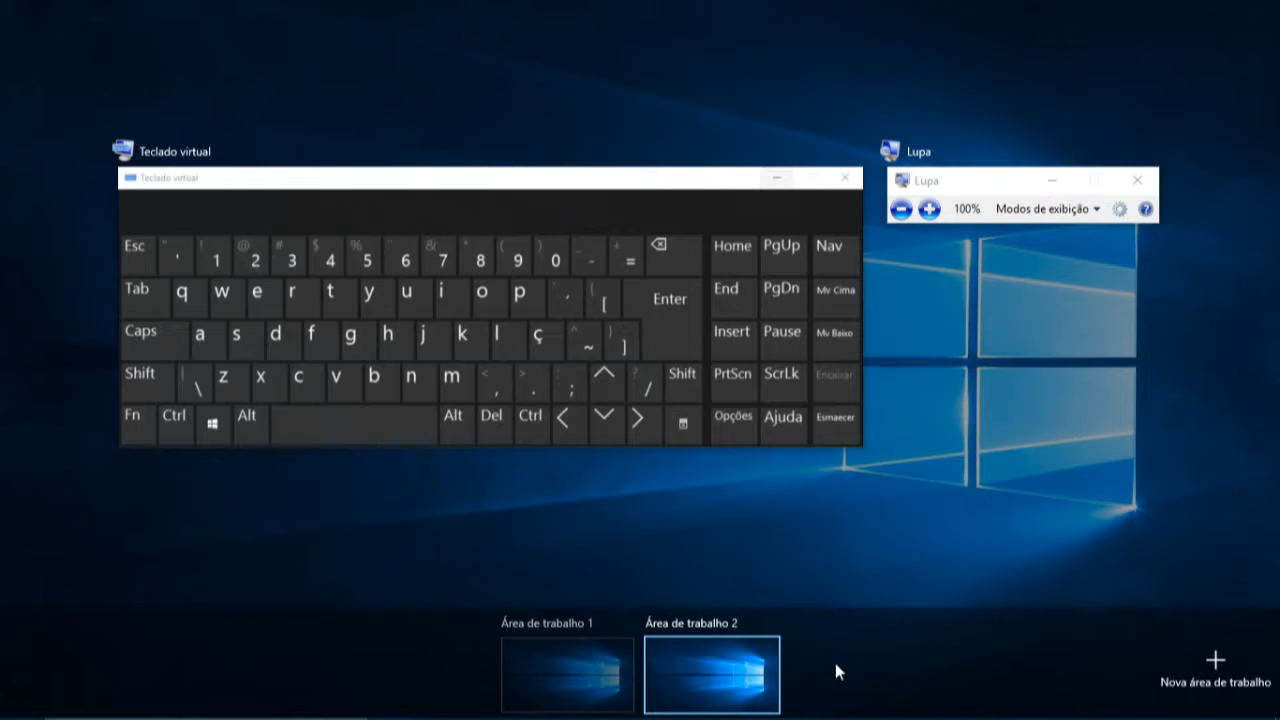 Teclado virtual
Lupa
Teclado virtual
Lupa
100% Modos de exibição
Esc " ' ! 1 @ 2 # 3 $ 4 % 5 ¨ 6 & 7 * 8 ( 9 ) 0 _ - + = Home PgUp Nav
Tab q w e r t y u i o p ` ´ { [ Enter End PgDn Mv Cima
Caps a s d f g h j k l ç ^ ~ } ] Insert Pause Mv Baixo
Shift | \ z x c v b n m < , > . : ; ? / Shift PrtScn ScrLk Encaixar
Fn Ctrl Alt Alt Del Ctrl Opções Ajuda Esmaecer
Área de trabalho 1 Área de trabalho 2
Nova área de trabalho